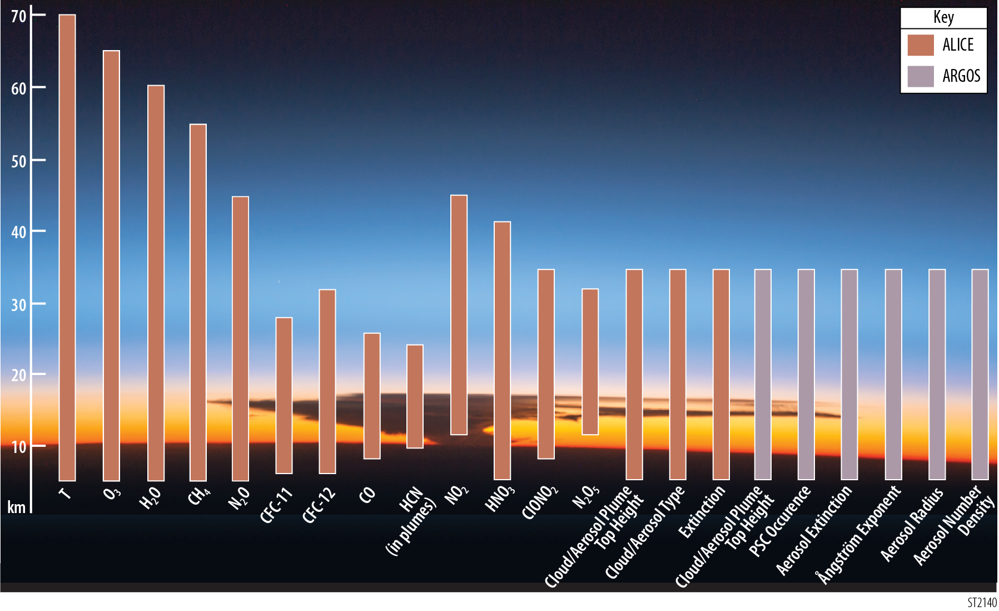 70
60
50
40
30
20
10
km
Key
ALICE
ARGOS
T
O₃
H₂O
CH₄
N₂O
CFC-11
CFC-12
CO
HCN
(in plumes)
NO₂
HNO₃
ClONO₂
N₂O₅
Cloud/Aerosol Plume
Top Height
Cloud/Aerosol Type
Extinction
Cloud/Aerosol Plume
Top Height
PSC Occurence
Aerosol Extinction
Ångström Exponent
Aerosol Radius
Aerosol Number
Density
ST2140